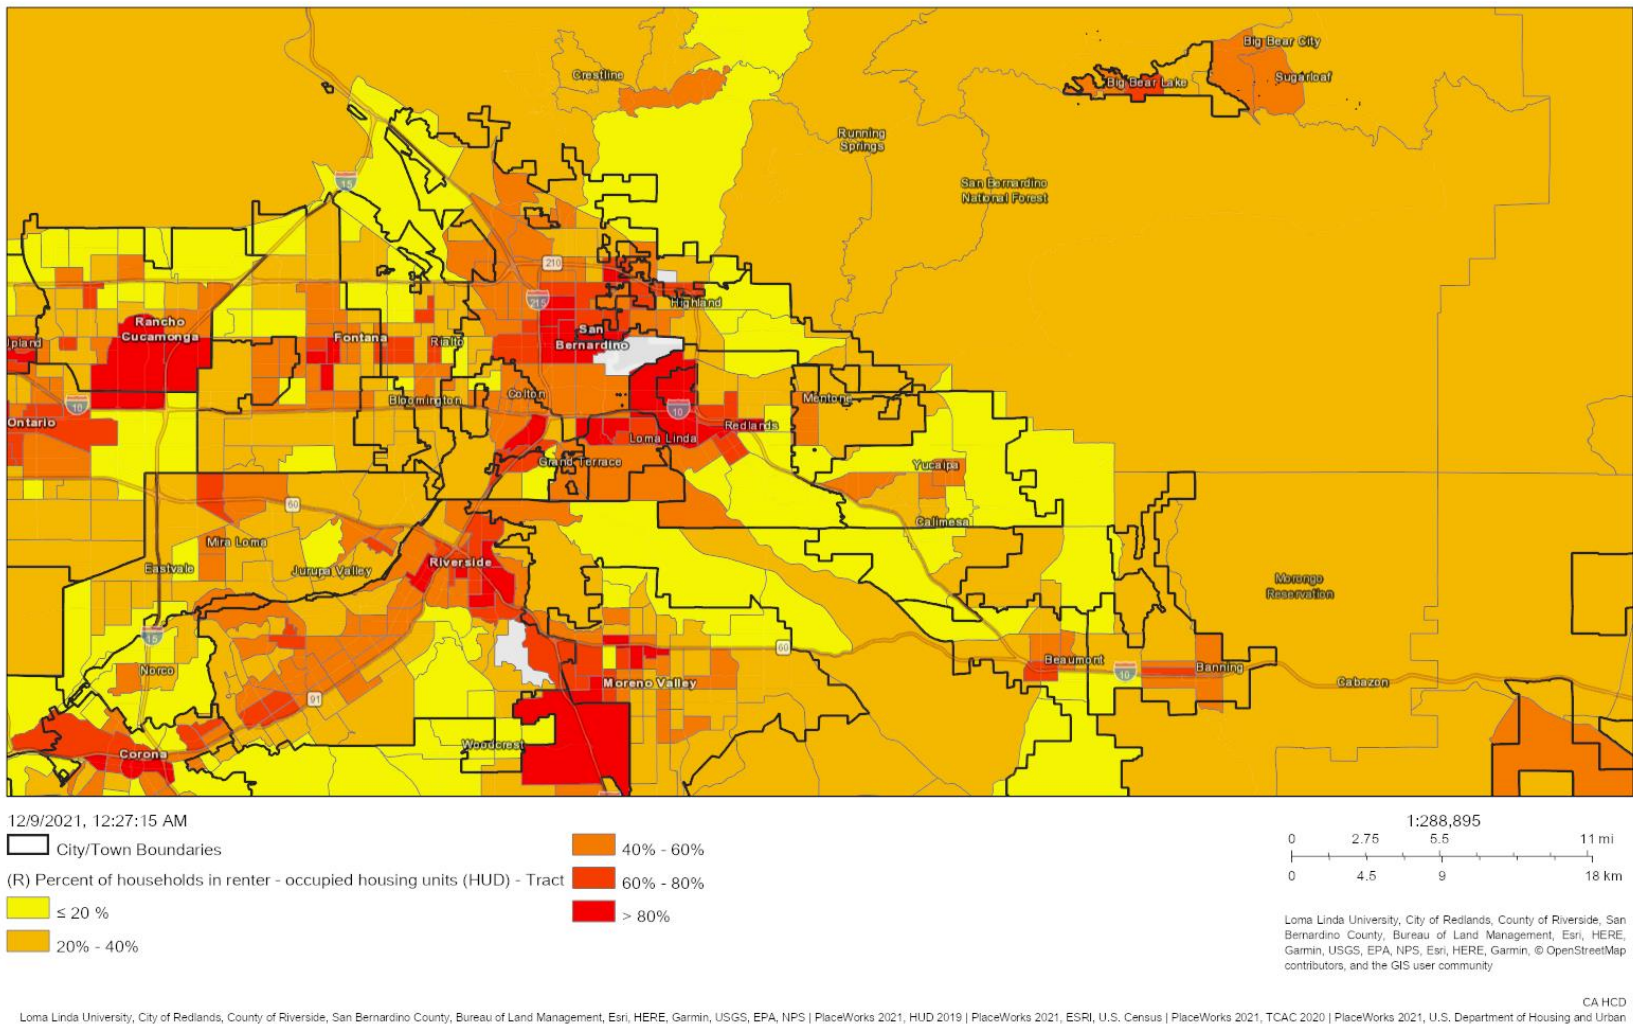 Big Bear City
Crestline
Big Bear Lake
Sugarloaf
Running
Springs
15
San Bernardino
National Forest
210
215
Highland
Rancho
Cucamonga
San
Bernardino
Upland
Fontana
Rialto
10
Bloomington
Colton
Mentone
10
Ontario
Redlands
Loma Linda
Grand Terrace
Yucaipa
60
Calimesa
Mira Loma
Riverside
Eastvale
Jurupa Valley
Morongo
Reservation
15
60
Norco
Beaumont
10
Banning
Moreno Valley
Cabazon
91
Woodcrest
Corona
12/9/2021, 12:27:15 AM
City/Town Boundaries
(R) Percent of households in renter - occupied housing units (HUD) - Tract
≤ 20 %
20% - 40%
40% - 60%
60% - 80%
> 80%
1:288,895
0 2.75 5.5 11 mi
0 4.5 9 18 km
Loma Linda University, City of Redlands, County of Riverside, San
Bernardino County, Bureau of Land Management, Esri, HERE,
Garmin, USGS, EPA, NPS, Esri, HERE, Garmin, © OpenStreetMap
contributors, and the GIS user community
CA HCD
Loma Linda University, City of Redlands, County of Riverside, San Bernardino County, Bureau of Land Management, Esri, HERE, Garmin, USGS, EPA, NPS | PlaceWorks 2021, HUD 2019 | PlaceWorks 2021, ESRI, U.S. Census | PlaceWorks 2021, TCAC 2020 | PlaceWorks 2021, U.S. Department of Housing and Urban